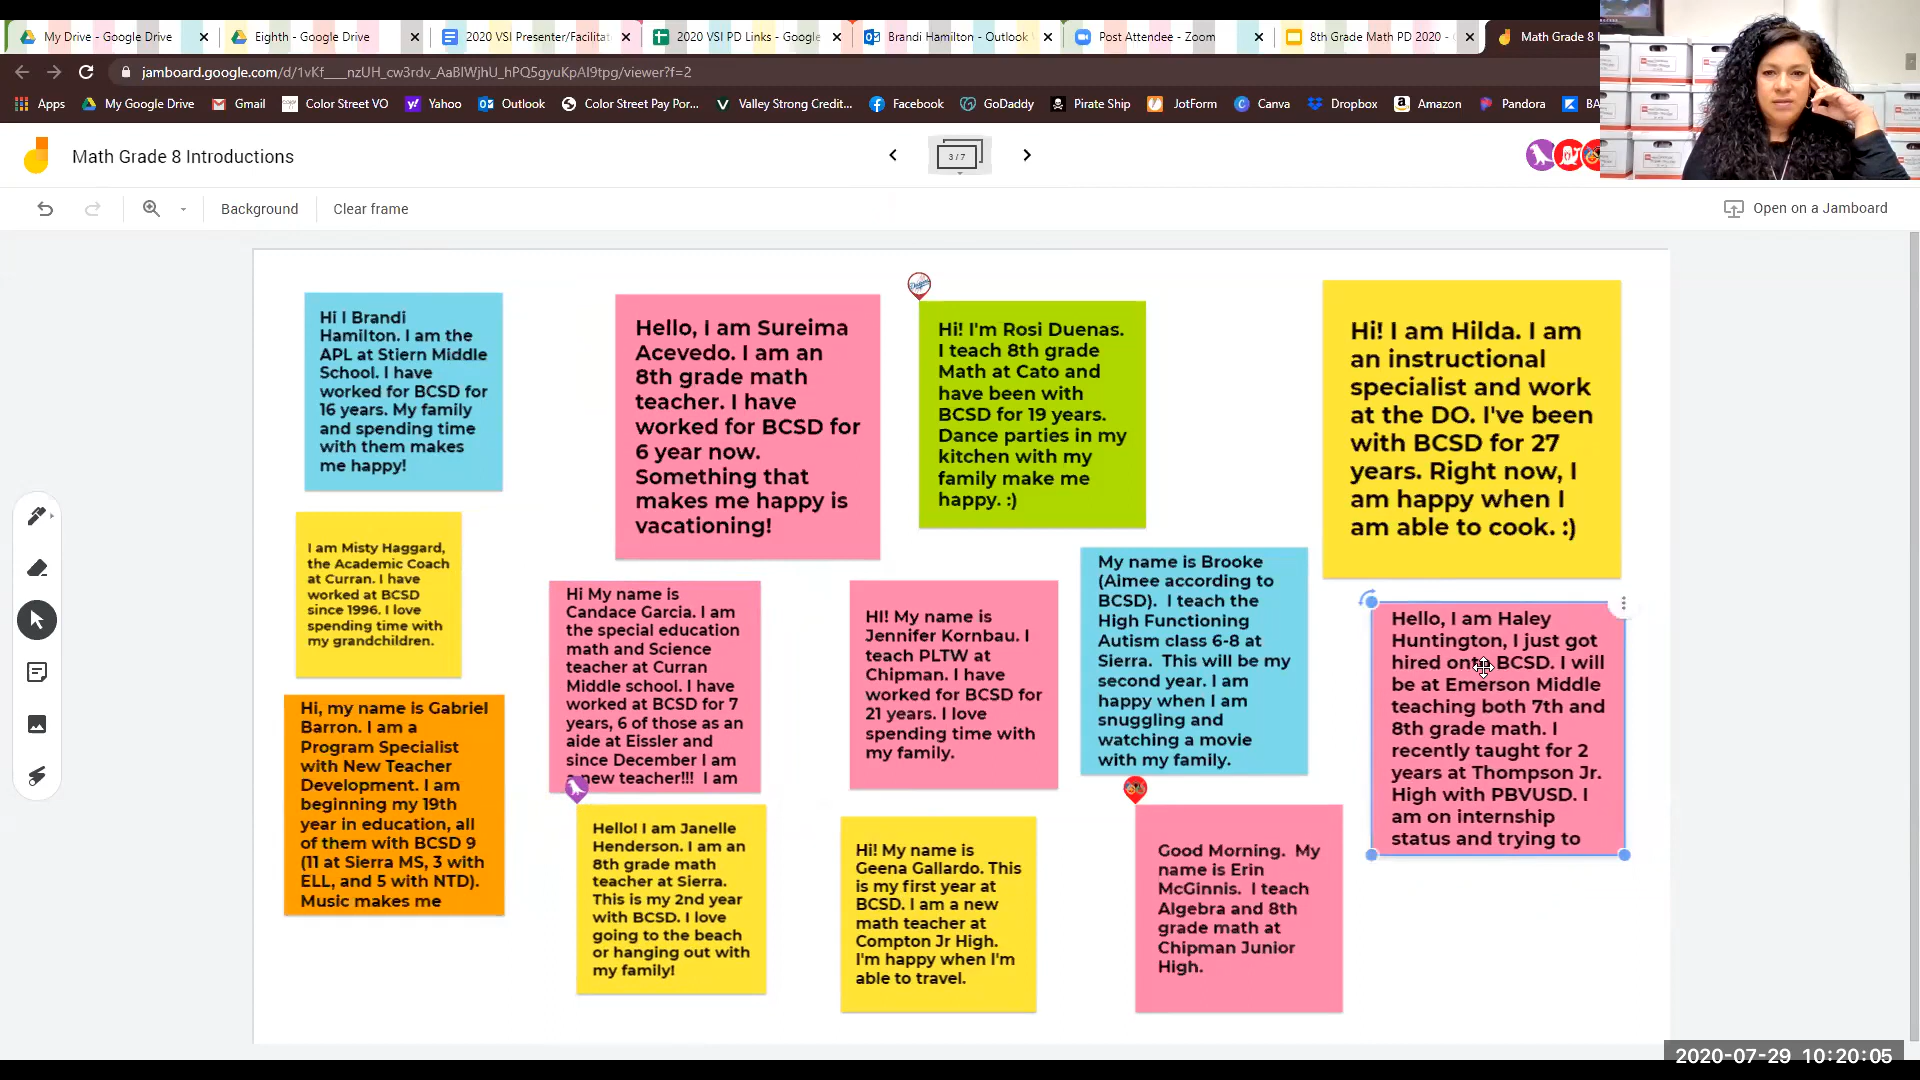 My Drive - Google Drive
Eighth - Google Drive
2020 VSI Presenter/Facilitat
2020 VSI PD Links - Google
Brandi Hamilton - Outlook
Post Attendee - Zoom
8th Grade Math PD 2020 -
Math Grade 8
jamboard.google.com/d/1vKf___nzUH_cw3rdv_AaBIWjhU_hPQ5gyuKpAI9tpg/viewer?f=2
Apps
My Google Drive
Gmail
Color Street VO
Yahoo
Outlook
Color Street Pay Por...
Valley Strong Credit...
Facebook
GoDaddy
Pirate Ship
JotForm
Canva
Dropbox
Amazon
Pandora
BA
Math Grade 8 Introductions
3 / 7
Background
Clear frame
Open on a Jamboard
Hi I Brandi
Hamilton. I am the
APL at Stiern Middle
School. I have
worked for BCSD for
16 years. My family
and spending time
with them makes
me happy!
Hello, I am Sureima
Acevedo. I am an
8th grade math
teacher. I have
worked for BCSD for
6 year now.
Something that
makes me happy is
vacationing!
Dodgers
Hi! I'm Rosi Duenas.
I teach 8th grade
Math at Cato and
have been with
BCSD for 19 years.
Dance parties in my
kitchen with my
family make me
happy. :)
Hi! I am Hilda. I am
an instructional
specialist and work
at the DO. I've been
with BCSD for 27
years. Right now, I
am happy when I
am able to cook. :)
I am Misty Haggard,
the Academic Coach
at Curran. I have
worked at BCSD
since 1996. I love
spending time with
my grandchildren.
Hi My name is
Candace Garcia. I am
the special education
math and Science
teacher at Curran
Middle school. I have
worked at BCSD for 7
years, 6 of those as an
aide at Eissler and
since December I am
a new teacher!!! I am
HI! My name is
Jennifer Kornbau. I
teach PLTW at
Chipman. I have
worked for BCSD for
21 years. I love
spending time with
my family.
My name is Brooke
(Aimee according to
BCSD). I teach the
High Functioning
Autism class 6-8 at
Sierra. This will be my
second year. I am
happy when I am
snuggling and
watching a movie
with my family.
Hello, I am Haley
Huntington, I just got
hired onto BCSD. I will
be at Emerson Middle
teaching both 7th and
8th grade math. I
recently taught for 2
years at Thompson Jr.
High with PBVUSD. I
am on internship
status and trying to
Hi, my name is Gabriel
Barron. I am a
Program Specialist
with New Teacher
Development. I am
beginning my 19th
year in education, all
of them with BCSD 9
(11 at Sierra MS, 3 with
ELL, and 5 with NTD).
Music makes me
Hello! I am Janelle
Henderson. I am an
8th grade math
teacher at Sierra.
This is my 2nd year
with BCSD. I love
going to the beach
or hanging out with
my family!
Hi! My name is
Geena Gallardo. This
is my first year at
BCSD. I am a new
math teacher at
Compton Jr High.
I'm happy when I'm
able to travel.
Good Morning. My
name is Erin
McGinnis. I teach
Algebra and 8th
grade math at
Chipman Junior
High.
2020-07-29 10:20:05